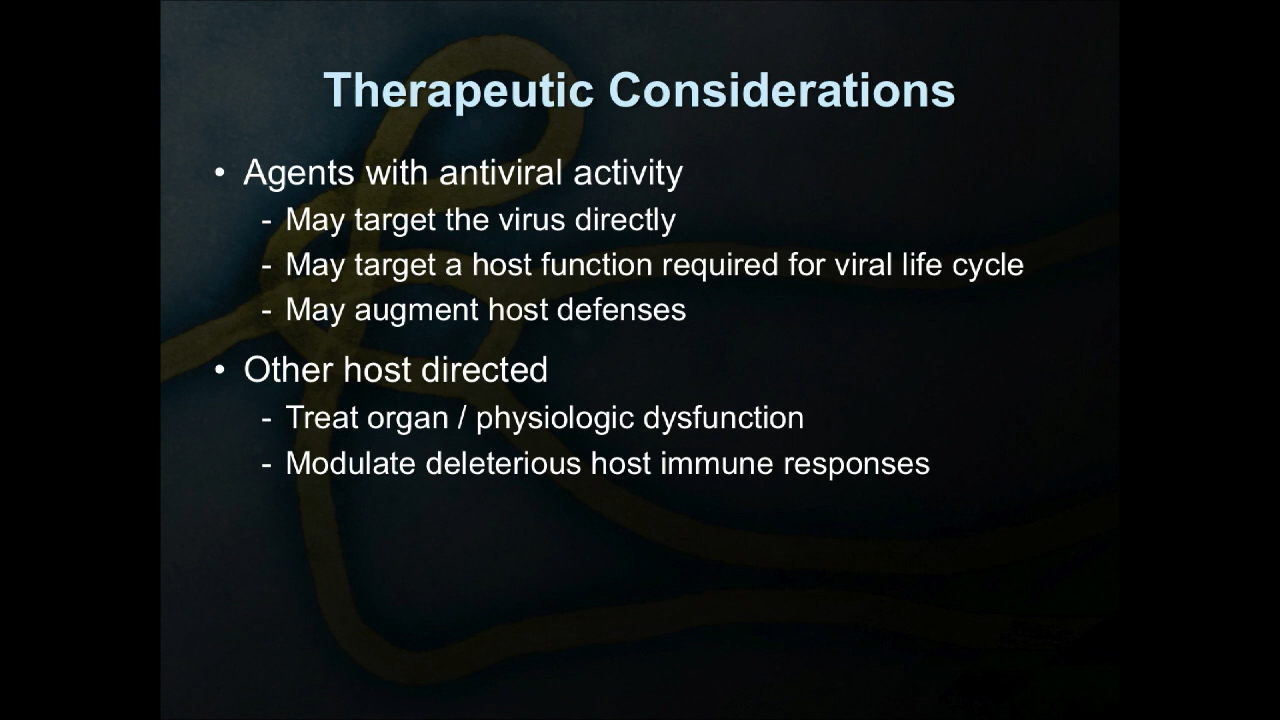 Therapeutic Considerations
• Agents with antiviral activity
- May target the virus directly
- May target a host function required for viral life cycle
- May augment host defenses
• Other host directed
- Treat organ / physiologic dysfunction
- Modulate deleterious host immune responses